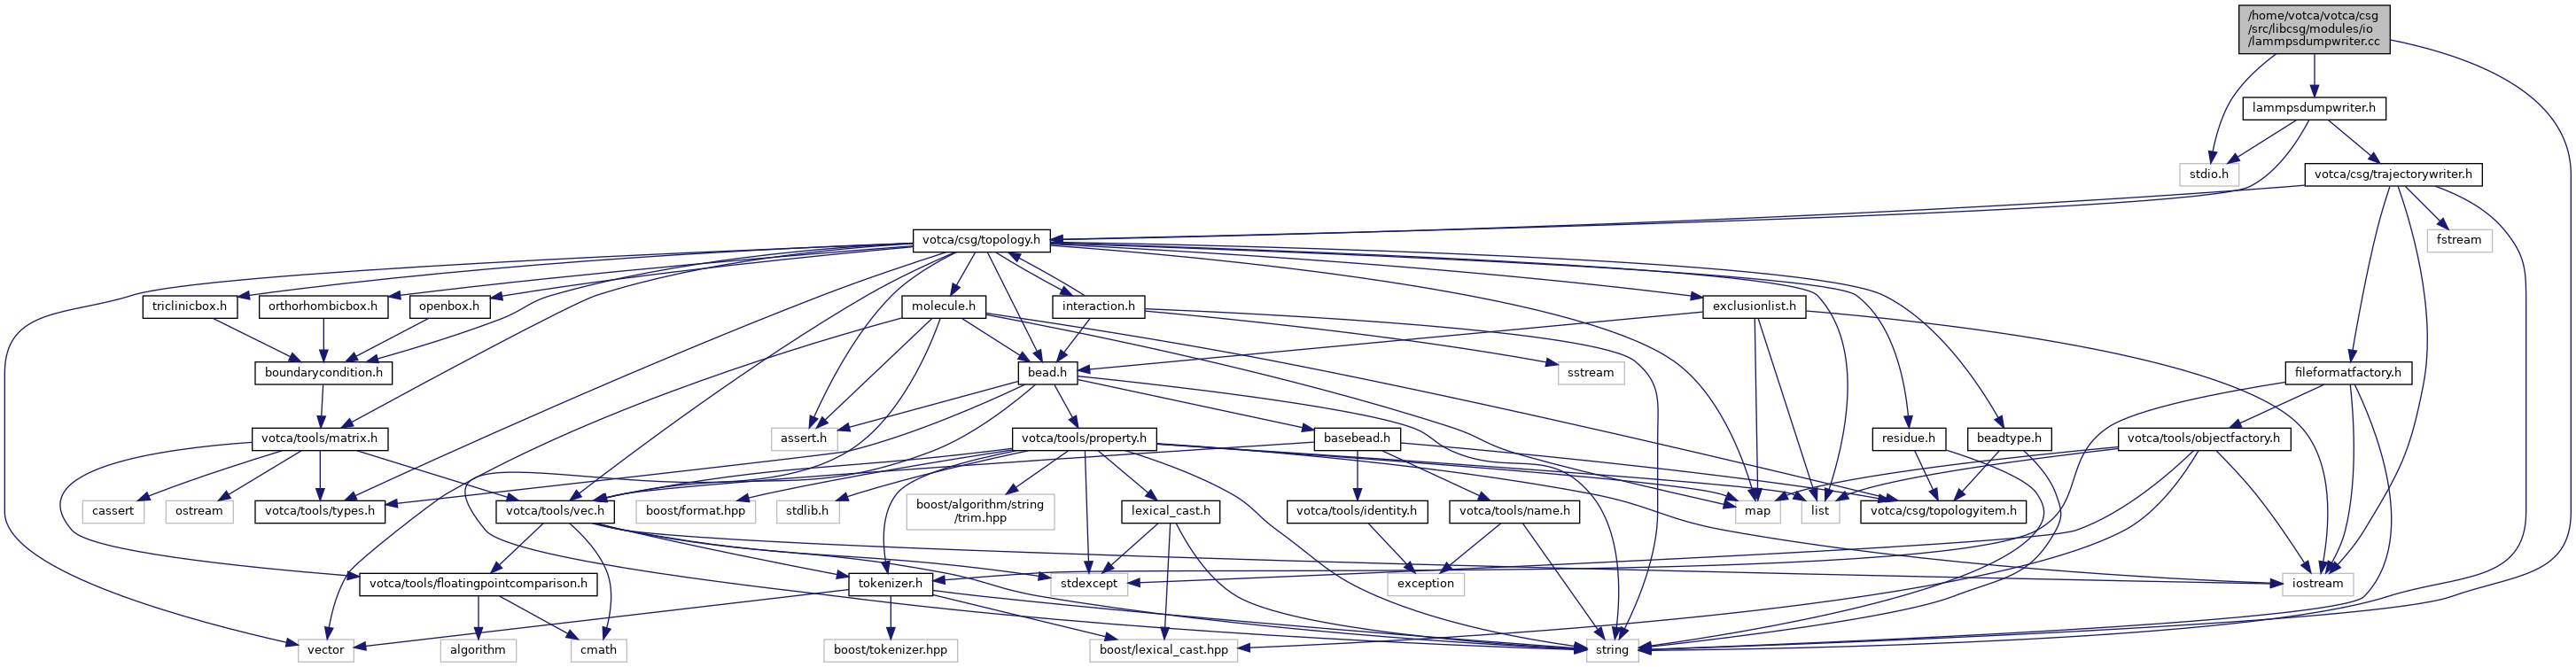 /home/votca/votca/csg
/src/libcsg/modules/io
/lammpsdumpwriter.cc
lammpsdumpwriter.h
stdio.h
votca/csg/trajectorywriter.h
votca/csg/topology.h
fstream
triclinicbox.h
orthorhombicbox.h
openbox.h
molecule.h
interaction.h
exclusionlist.h
boundarycondition.h
bead.h
sstream
fileformatfactory.h
votca/tools/matrix.h
assert.h
votca/tools/property.h
basebead.h
residue.h
beadtype.h
votca/tools/objectfactory.h
cassert
ostream
votca/tools/types.h
votca/tools/vec.h
boost/format.hpp
stdlib.h
boost/algorithm/string
/trim.hpp
lexical_cast.h
votca/tools/identity.h
votca/tools/name.h
map
list
votca/csg/topologyitem.h
votca/tools/floatingpointcomparison.h
tokenizer.h
stdexcept
exception
iostream
vector
algorithm
cmath
boost/tokenizer.hpp
boost/lexical_cast.hpp
string